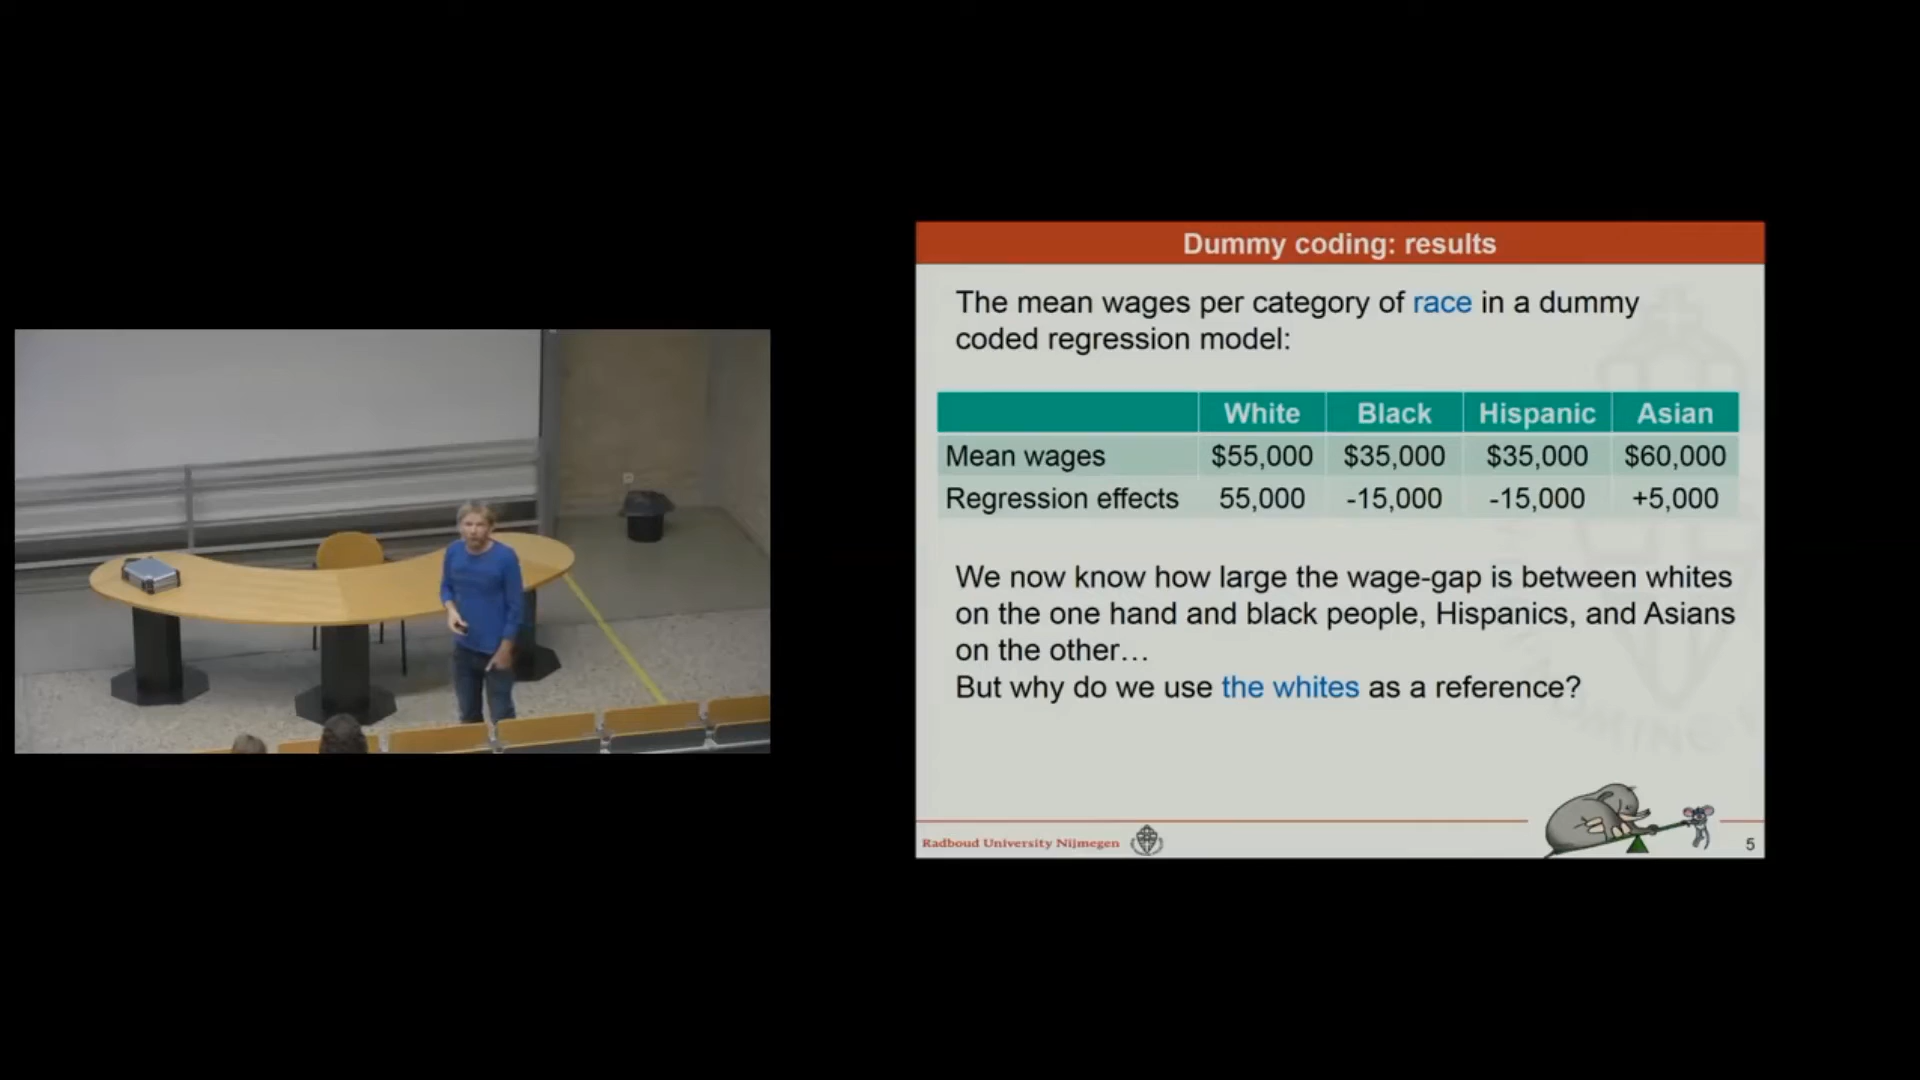 Dummy coding: results
The mean wages per category of race in a dummy
coded regression model:
White Black Hispanic Asian
Mean wages $55,000 $35,000 $35,000 $60,000
Regression effects 55,000 -15,000 -15,000 +5,000
We now know how large the wage-gap is between whites
on the one hand and black people, Hispanics, and Asians
on the other…
But why do we use the whites as a reference?
Radboud University Nijmegen
5